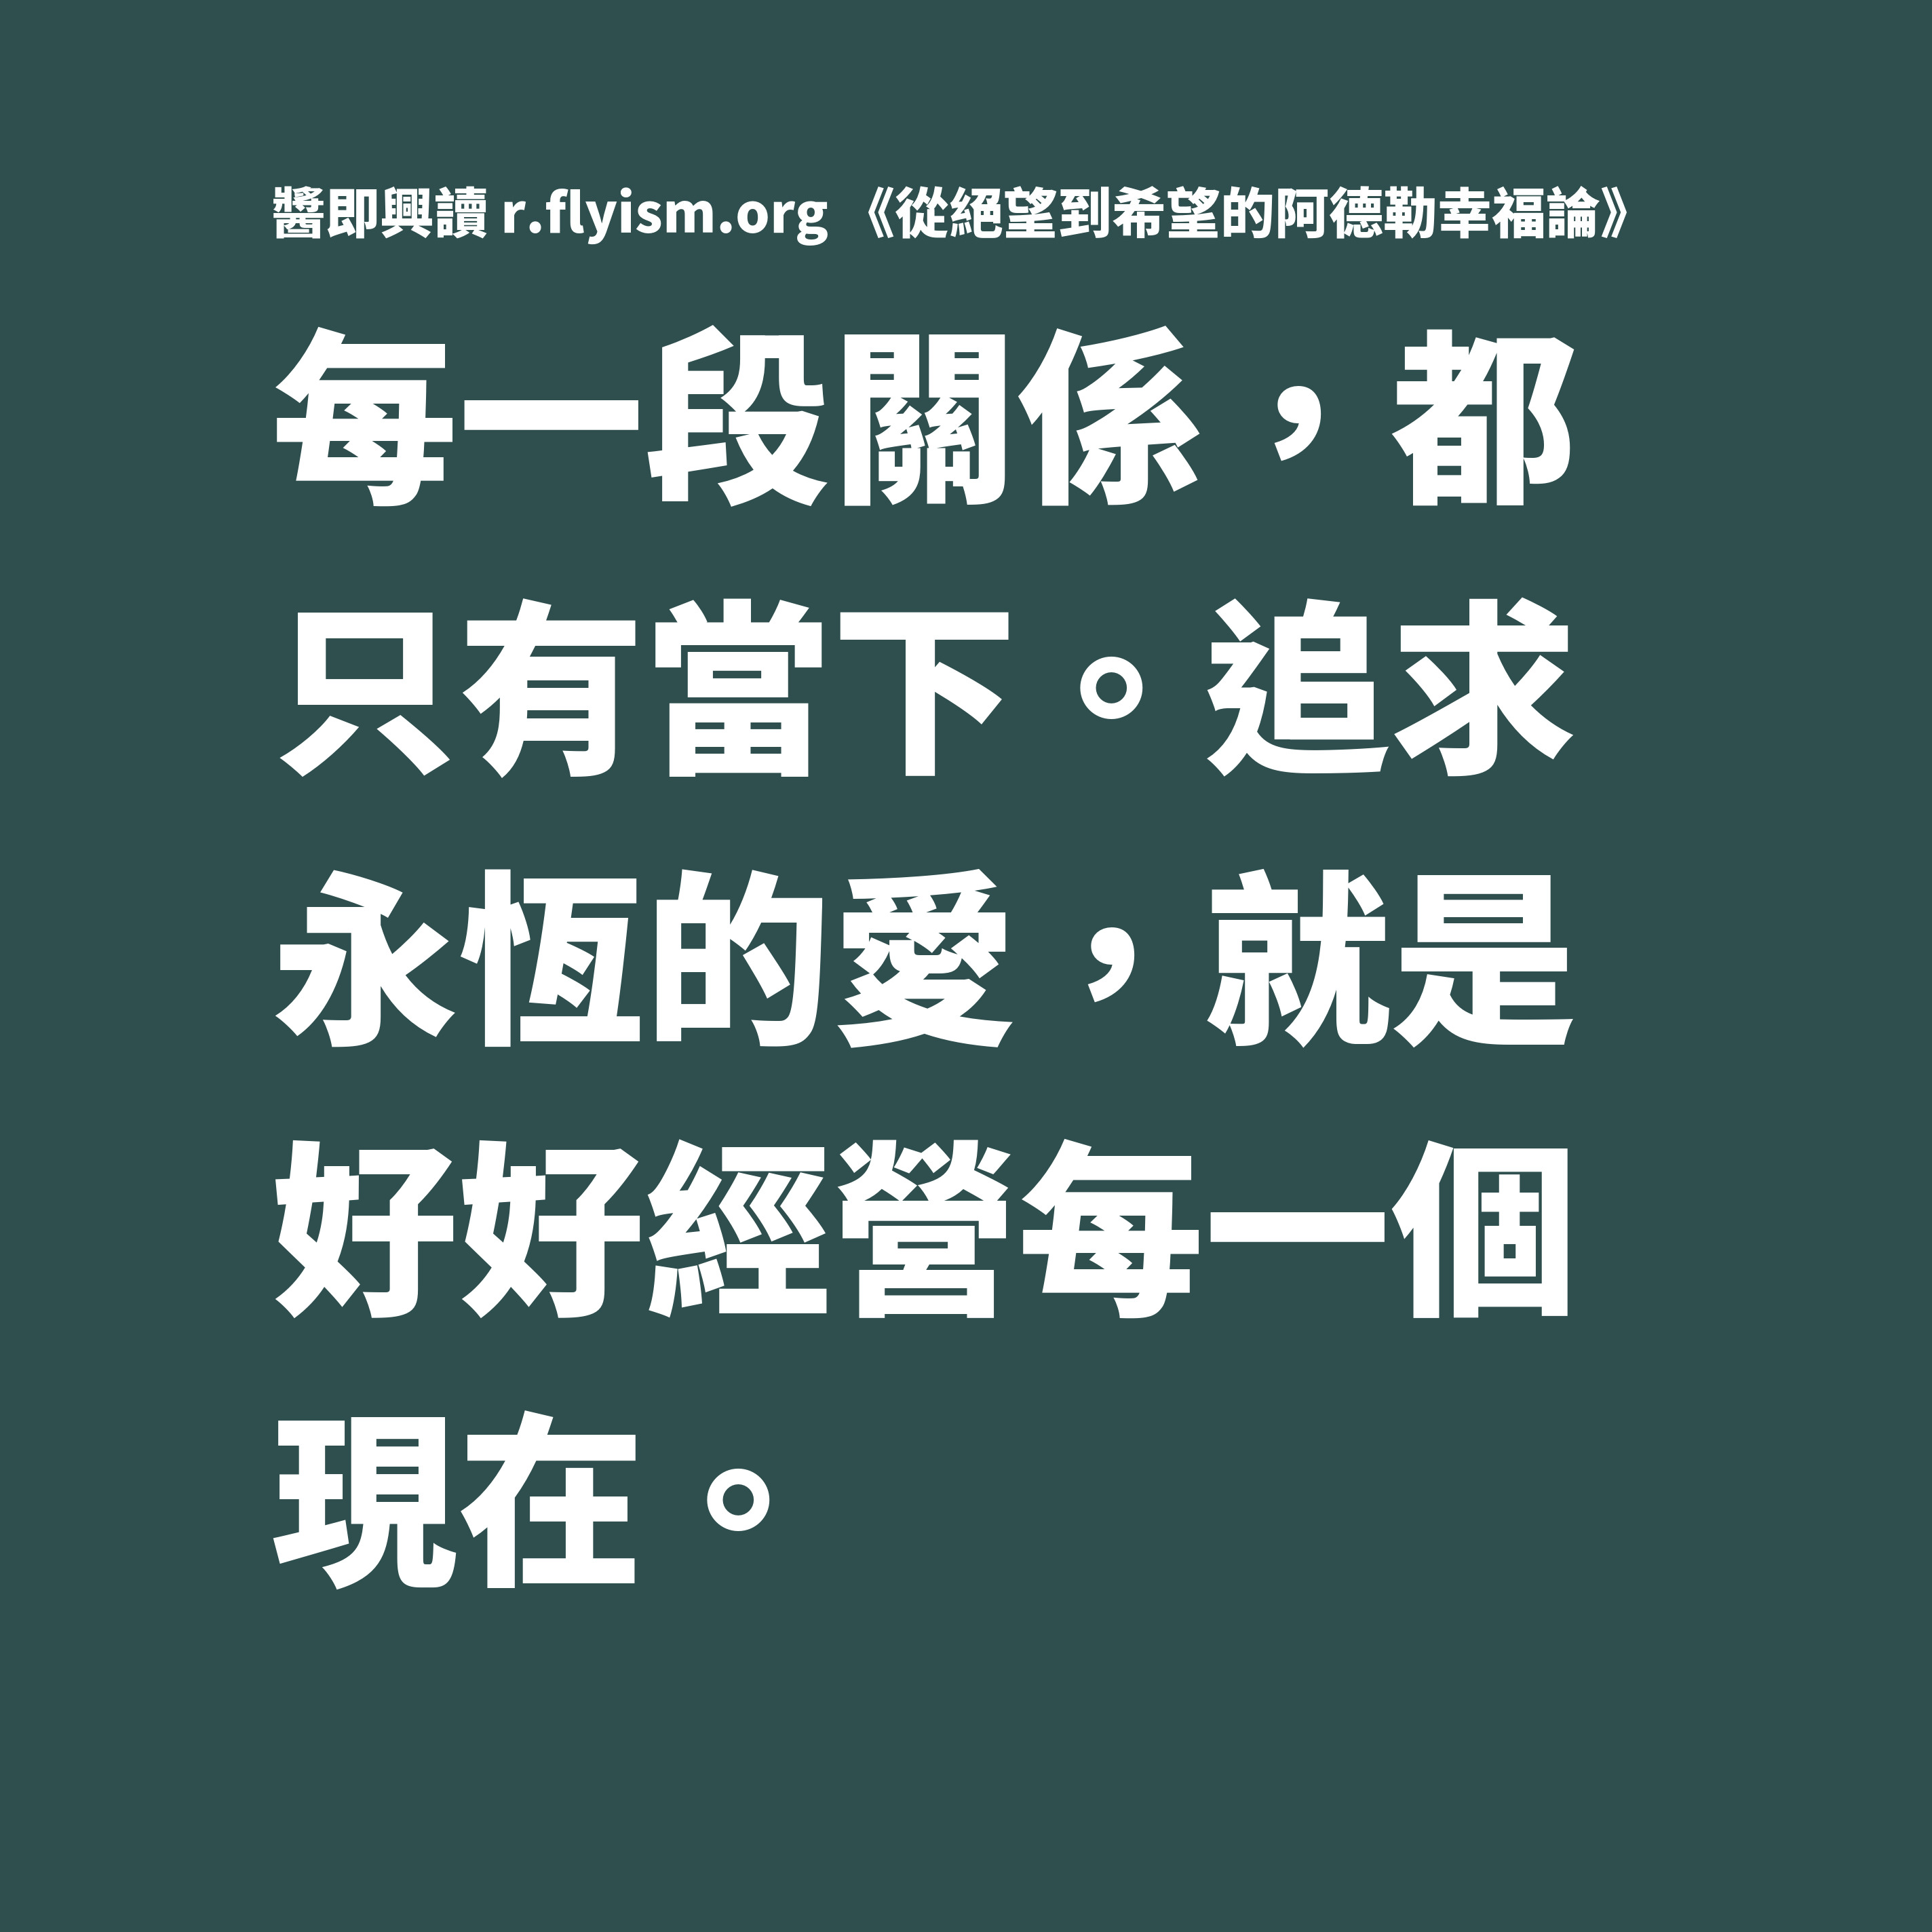 點即閱讀 r.flyism.org《從絕望到希望的阿德勒幸福論》
每一段關係，都
只有當下。追求
永恆的愛，就是
好好經營每一個
現在。